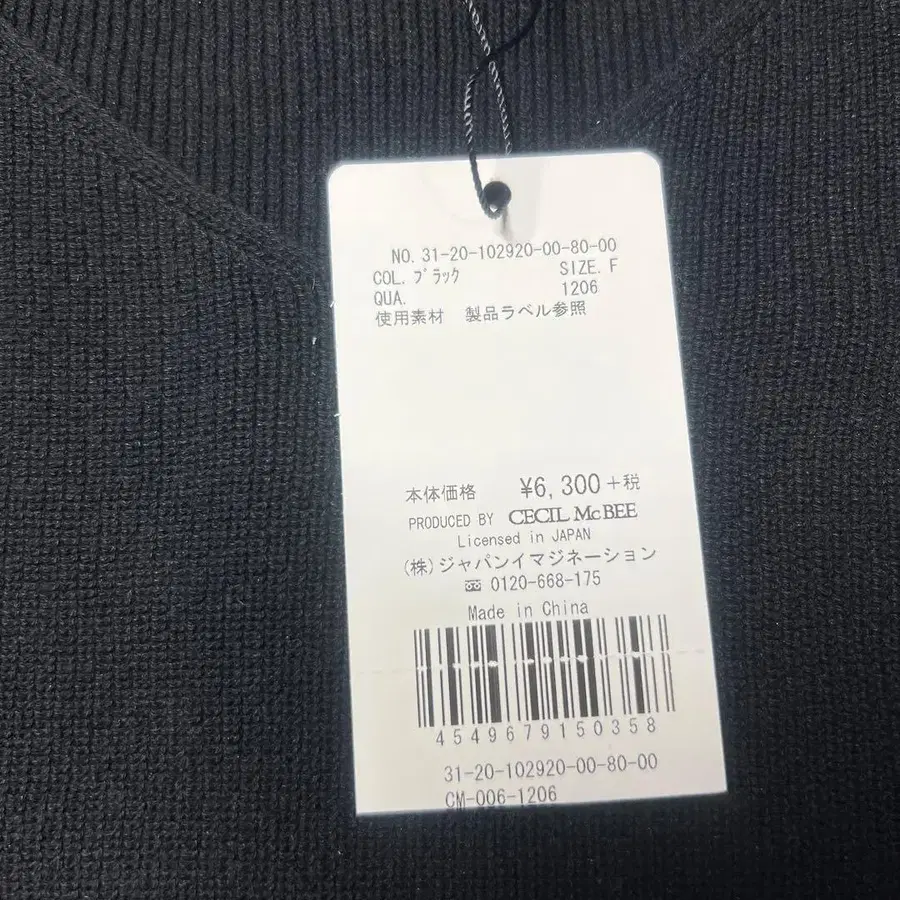 NO. 31-20-102920-00-80-00
COL. ブラック SIZE. F
QUA. 1206
使用素材 製品ラベル参照
本体価格 ¥6,300+税
PRODUCED BY CECIL McBEE
Licensed in JAPAN
(株)ジャパンイマジネーション
0120-668-175
Made in China
4549679150358
31-20-102920-00-80-00
CM-006-1206